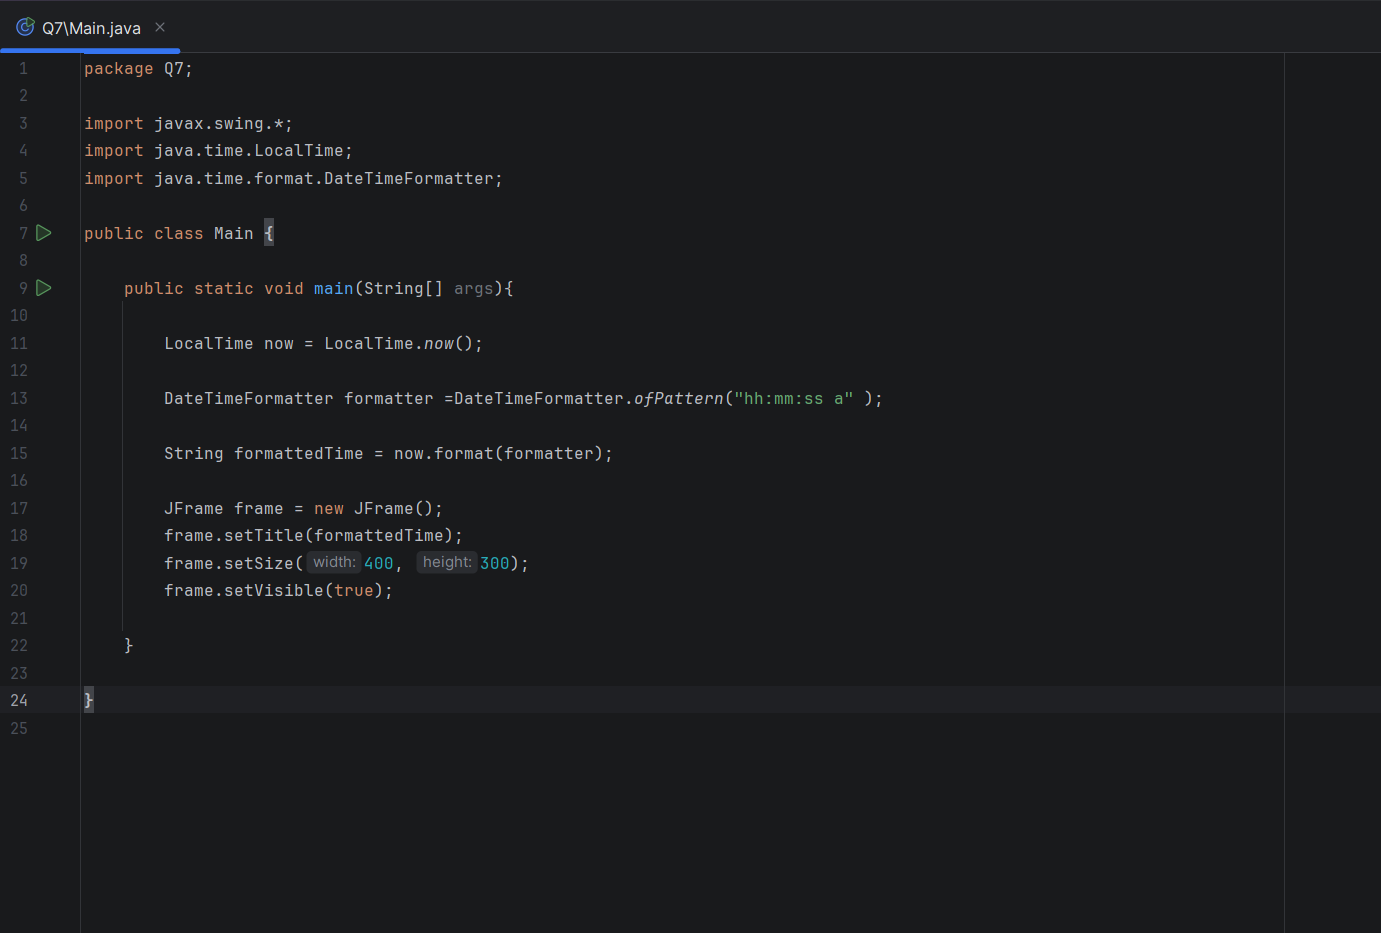 Q7\Main.java
1 package Q7;
2
3 import javax.swing.*;
4 import java.time.LocalTime;
5 import java.time.format.DateTimeFormatter;
6
7 public class Main {
8
9     public static void main(String[] args){
10
11         LocalTime now = LocalTime.now();
12
13         DateTimeFormatter formatter =DateTimeFormatter.ofPattern("hh:mm:ss a" );
14
15         String formattedTime = now.format(formatter);
16
17         JFrame frame = new JFrame();
18         frame.setTitle(formattedTime);
19         frame.setSize( width: 400, height: 300);
20         frame.setVisible(true);
21
22     }
23
24 }
25